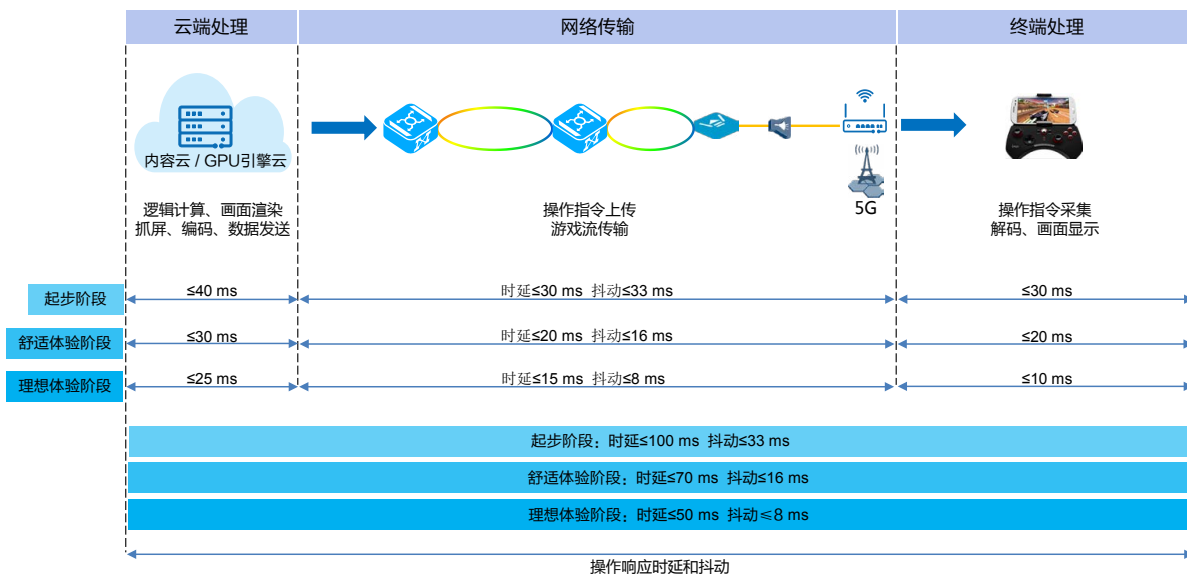 云端处理
网络传输
终端处理
内容云 / GPU引擎云
5G
逻辑计算、画面渲染
抓屏、编码、数据发送
操作指令上传
游戏流传输
操作指令采集
解码、画面显示
起步阶段
≤40 ms
时延≤30 ms 抖动≤33 ms
≤30 ms
舒适体验阶段
≤30 ms
时延≤20 ms 抖动≤16 ms
≤20 ms
理想体验阶段
≤25 ms
时延≤15 ms 抖动≤8 ms
≤10 ms
起步阶段：时延≤100 ms 抖动≤33 ms
舒适体验阶段：时延≤70 ms 抖动≤16 ms
理想体验阶段：时延≤50 ms 抖动≤8 ms
操作响应时延和抖动